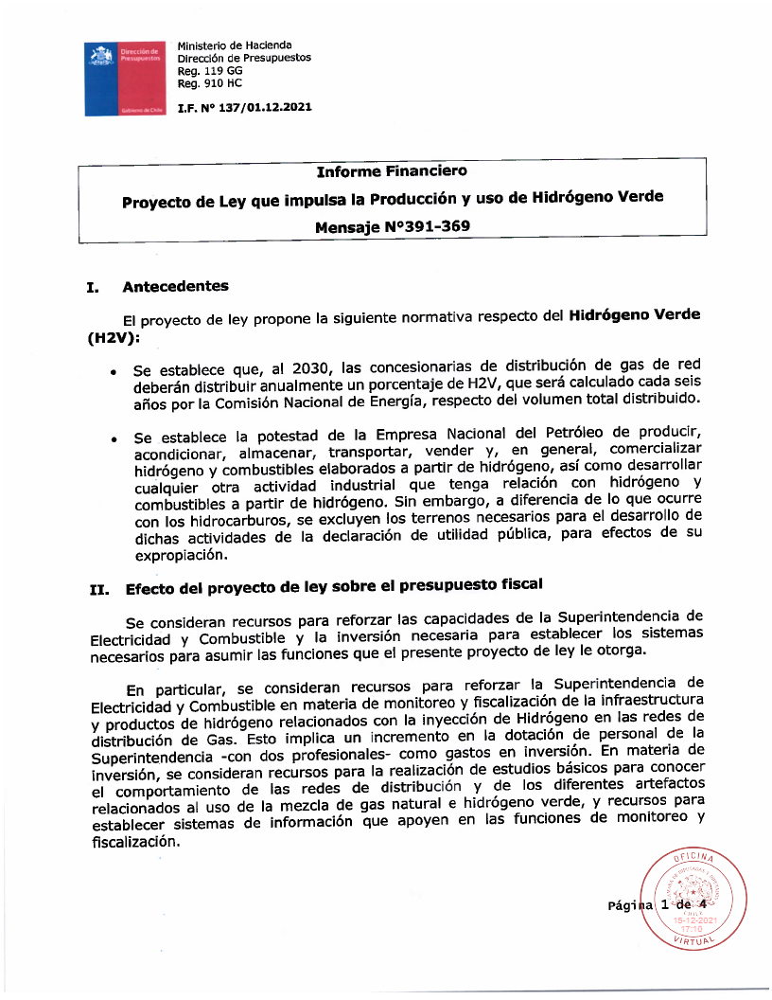 Dirección de
Presupuestos
Gobierno de Chile
Ministerio de Hacienda
Dirección de Presupuestos
Reg. 119 GG
Reg. 910 HC
I.F. Nº 137/01.12.2021
Informe Financiero
Proyecto de Ley que impulsa la Producción y uso de Hidrógeno Verde
Mensaje Nº391-369
I. Antecedentes
El proyecto de ley propone la siguiente normativa respecto del Hidrógeno Verde
(H2V):
• Se establece que, al 2030, las concesionarias de distribución de gas de red
deberán distribuir anualmente un porcentaje de H2V, que será calculado cada seis
años por la Comisión Nacional de Energía, respecto del volumen total distribuido.
• Se establece la potestad de la Empresa Nacional del Petróleo de producir,
acondicionar, almacenar, transportar, vender y, en general, comercializar
hidrógeno y combustibles elaborados a partir de hidrógeno, así como desarrollar
cualquier otra actividad industrial que tenga relación con hidrógeno y
combustibles a partir de hidrógeno. Sin embargo, a diferencia de lo que ocurre
con los hidrocarburos, se excluyen los terrenos necesarios para el desarrollo de
dichas actividades de la declaración de utilidad pública, para efectos de su
expropiación.
II. Efecto del proyecto de ley sobre el presupuesto fiscal
Se consideran recursos para reforzar las capacidades de la Superintendencia de
Electricidad y Combustible y la inversión necesaria para establecer los sistemas
necesarios para asumir las funciones que el presente proyecto de ley le otorga.
En particular, se consideran recursos para reforzar la Superintendencia de
Electricidad y Combustible en materia de monitoreo y fiscalización de la infraestructura
y productos de hidrógeno relacionados con la inyección de Hidrógeno en las redes de
distribución de Gas. Esto implica un incremento en la dotación de personal de la
Superintendencia -con dos profesionales- como gastos en inversión. En materia de
inversión, se consideran recursos para la realización de estudios básicos para conocer
el comportamiento de las redes de distribución y de los diferentes artefactos
relacionados al uso de la mezcla de gas natural e hidrógeno verde, y recursos para
establecer sistemas de información que apoyen en las funciones de monitoreo y
fiscalización.
OFICINA
Página 1 de 4
CHILE
15-12-2021
17:10
VIRTUAL